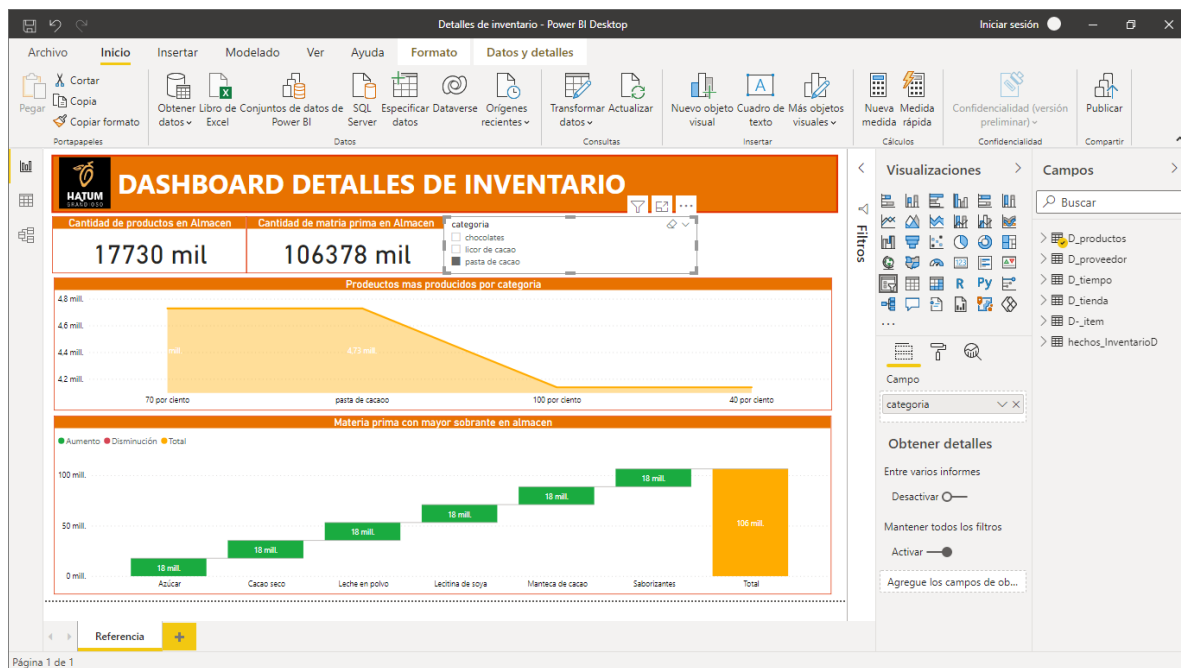 Detalles de inventario - Power BI Desktop
Iniciar sesión
Archivo Inicio Insertar Modelado Ver Ayuda Formato Datos y detalles
Pegar
Cortar
Copia
Copiar formato
Portapapeles
Obtener datos
Libro de Excel
Conjuntos de datos de Power BI
SQL Server
Especificar datos
Dataverse
Orígenes recientes
Datos
Transformar datos
Actualizar
Consultas
Nuevo objeto visual
Cuadro de texto
Más objetos visuales
Insertar
Nueva medida
Medida rápida
Cálculos
Confidencialidad (versión preliminar)
Confidencialidad
Publicar
Compartir
HATUM
GRANDIOSO
DASHBOARD DETALLES DE INVENTARIO
Cantidad de productos en Almacen
17730 mil
Cantidad de matria prima en Almacen
106378 mil
categoria
chocolates
licor de cacao
pasta de cacao
Prodeuctos mas producidos por categoria
4.8 mill.
4.6 mill.
4.4 mill.
4.2 mill.
mill.
4.73 mill.
70 por ciento pasta de cacaoo 100 por ciento 40 por ciento
Materia prima con mayor sobrante en almacen
Aumento Disminución Total
100 mill.
50 mill.
0 mill.
18 mill.
18 mill.
18 mill.
18 mill.
18 mill.
18 mill.
106 mill.
Azúcar Cacao seco Leche en polvo Lecitina de soya Manteca de cacao Saborizantes Total
Filtros
Visualizaciones
R Py
Campo
categoria
Obtener detalles
Entre varios informes
Desactivar
Mantener todos los filtros
Activar
Agregue los campos de ob...
Campos
Buscar
D_productos
D_proveedor
D_tiempo
D_tienda
D-_item
hechos_InventarioD
Referencia
Página 1 de 1